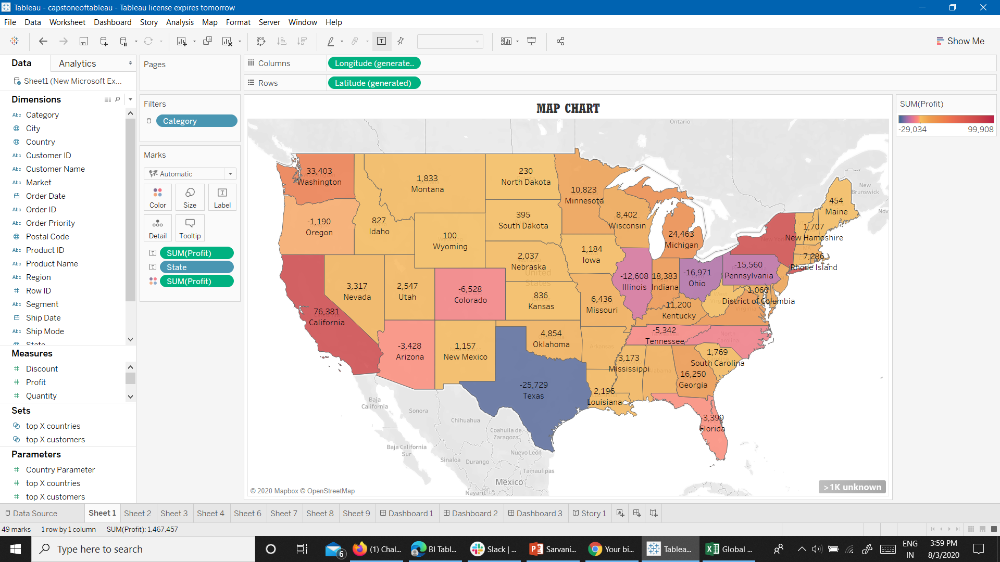 Tableau - capstoneoftableau - Tableau license expires tomorrow
File Data Worksheet Dashboard Story Analysis Map Format Server Window Help
Show Me
Data Analytics
Sheet1 (New Microsoft Ex...
Dimensions
Abc Category
City
Country
Abc Customer ID
Abc Customer Name
Abc Market
Order Date
Abc Order ID
Abc Order Priority
Postal Code
Abc Product ID
Abc Product Name
Abc Region
# Row ID
Abc Segment
Ship Date
Abc Ship Mode
State
Measures
# Discount
# Profit
# Quantity
Sets
top X countries
top X customers
Parameters
# Country Parameter
# top X countries
# top X customers
Pages
Filters
Category
Marks
Automatic
Color Size Label
Detail Tooltip
SUM(Profit)
State
SUM(Profit)
Columns Longitude (generate..
Rows Latitude (generated)
MAP CHART
SUM(Profit)
-29,034 99,908
Ontario
New
Brunswick
Nov
33,403
Washington
1,833
Montana
230
North Dakota
10,823
Minnesota
454
Maine
-1,190
Oregon
827
Idaho
100
Wyoming
395
South Dakota
8,402
Wisconsin
24,463
Michigan
New York
1,707
New Hampshire
2,037
Nebraska
1,184
Iowa
7,286
Rhode Island
United
States
-12,608
Illinois
18,383
Indiana
-16,971
Ohio
-15,560
Pennsylvania
3,317
Nevada
2,547
Utah
-6,528
Colorado
836
Kansas
6,436
Missouri
11,200
Kentucky
1,060
District of Columbia
West
Virginia
Virginia
76,381
California
-3,428
Arizona
1,157
New Mexico
4,854
Oklahoma
Arkansas
-5,342
Tennessee
North
Carolina
1,769
South Carolina
3,173
Mississippi
Alabama
16,250
Georgia
-25,729
Texas
2,196
Louisiana
-3,399
Florida
Baja
California
Sonora
Chihuahua
Coahuila de
Zaragoza
Baja California
Sur
Sinaloa
Durango
Nuevo León
Tamaulipas
Mexico
Nayarit
© 2020 Mapbox © OpenStreetMap
>1K unknown
Data Source Sheet 1 Sheet 2 Sheet 3 Sheet 4 Sheet 6 Sheet 7 Sheet 8 Sheet 9 Dashboard 1 Dashboard 2 Dashboard 3 Story 1
49 marks 1 row by 1 column SUM(Profit): 1,467,457
Type here to search
6
(1) Chal...
BI Tabl...
Slack | ...
Sarvani...
Your bi...
Tablea...
Global ...
ENG
IN
3:59 PM
8/3/2020